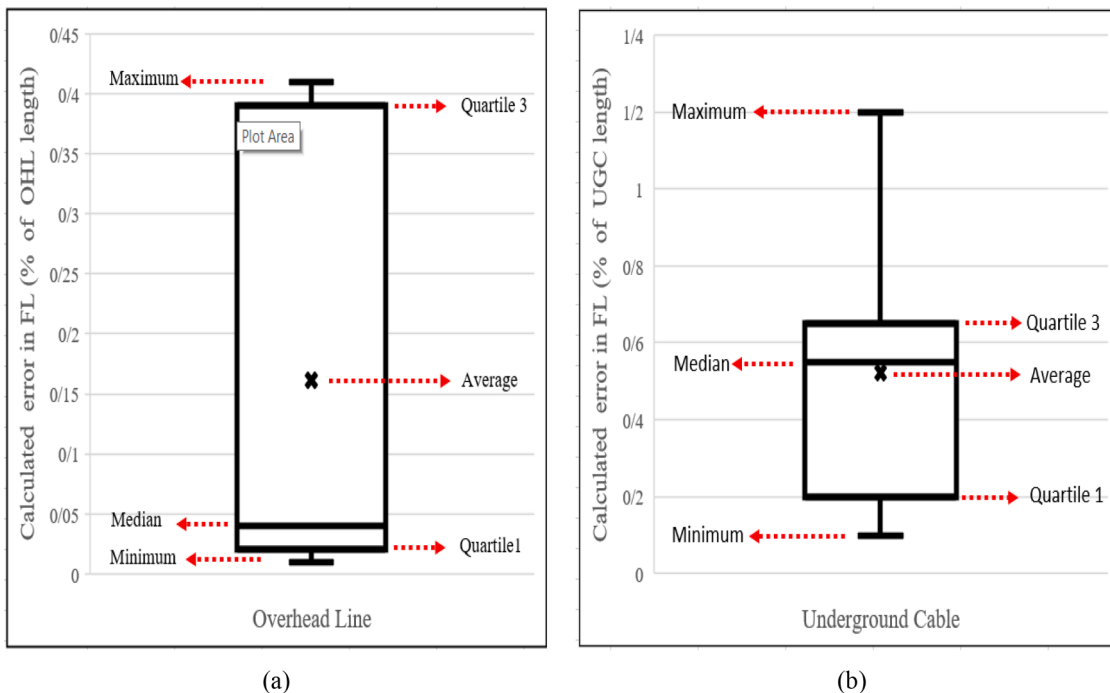 Calculated error in FL (% of OHL length)
0/45
0/4
0/35
0/3
0/25
0/2
0/15
0/1
0/05
0
Maximum
Quartile 3
Plot Area
Average
Median
Quartile1
Minimum
Overhead Line
(a)
Calculated error in FL (% of UGC length)
1/4
1/2
1
0/8
0/6
0/4
0/2
0
Maximum
Quartile 3
Median
Average
Quartile 1
Minimum
Underground Cable
(b)